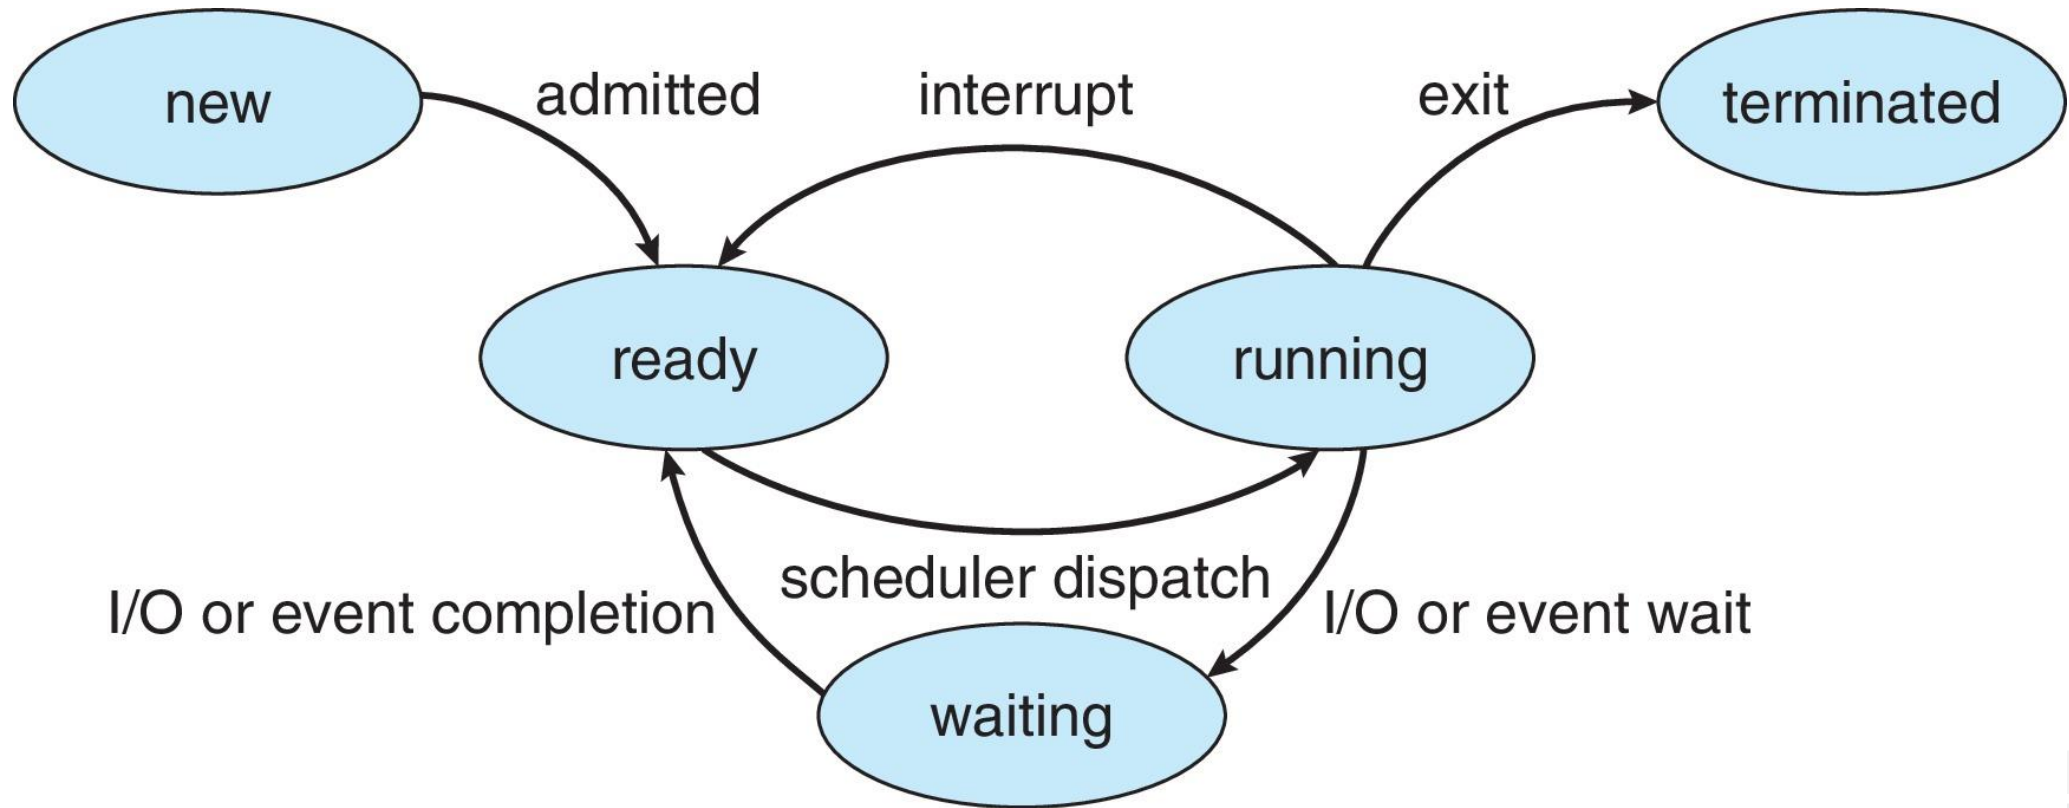 new
admitted
interrupt
exit
terminated
ready
running
scheduler dispatch
I/O or event completion
I/O or event wait
waiting